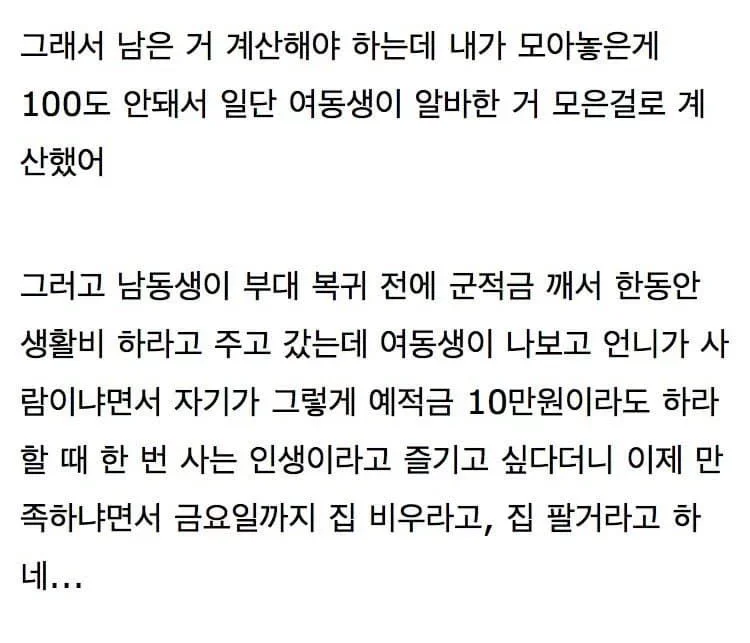 그래서 남은 거 계산해야 하는데 내가 모아놓은게
100도 안돼서 일단 여동생이 알바한 거 모은걸로 계
산했어
그러고 남동생이 부대 복귀 전에 군적금 깨서 한동안
생활비 하라고 주고 갔는데 여동생이 나보고 언니가 사
람이냐면서 자기가 그렇게 예적금 10만원이라도 하라
할 때 한 번 사는 인생이라고 즐기고 싶다더니 이제 만
족하냐면서 금요일까지 집 비우라고, 집 팔거라고 하
네...